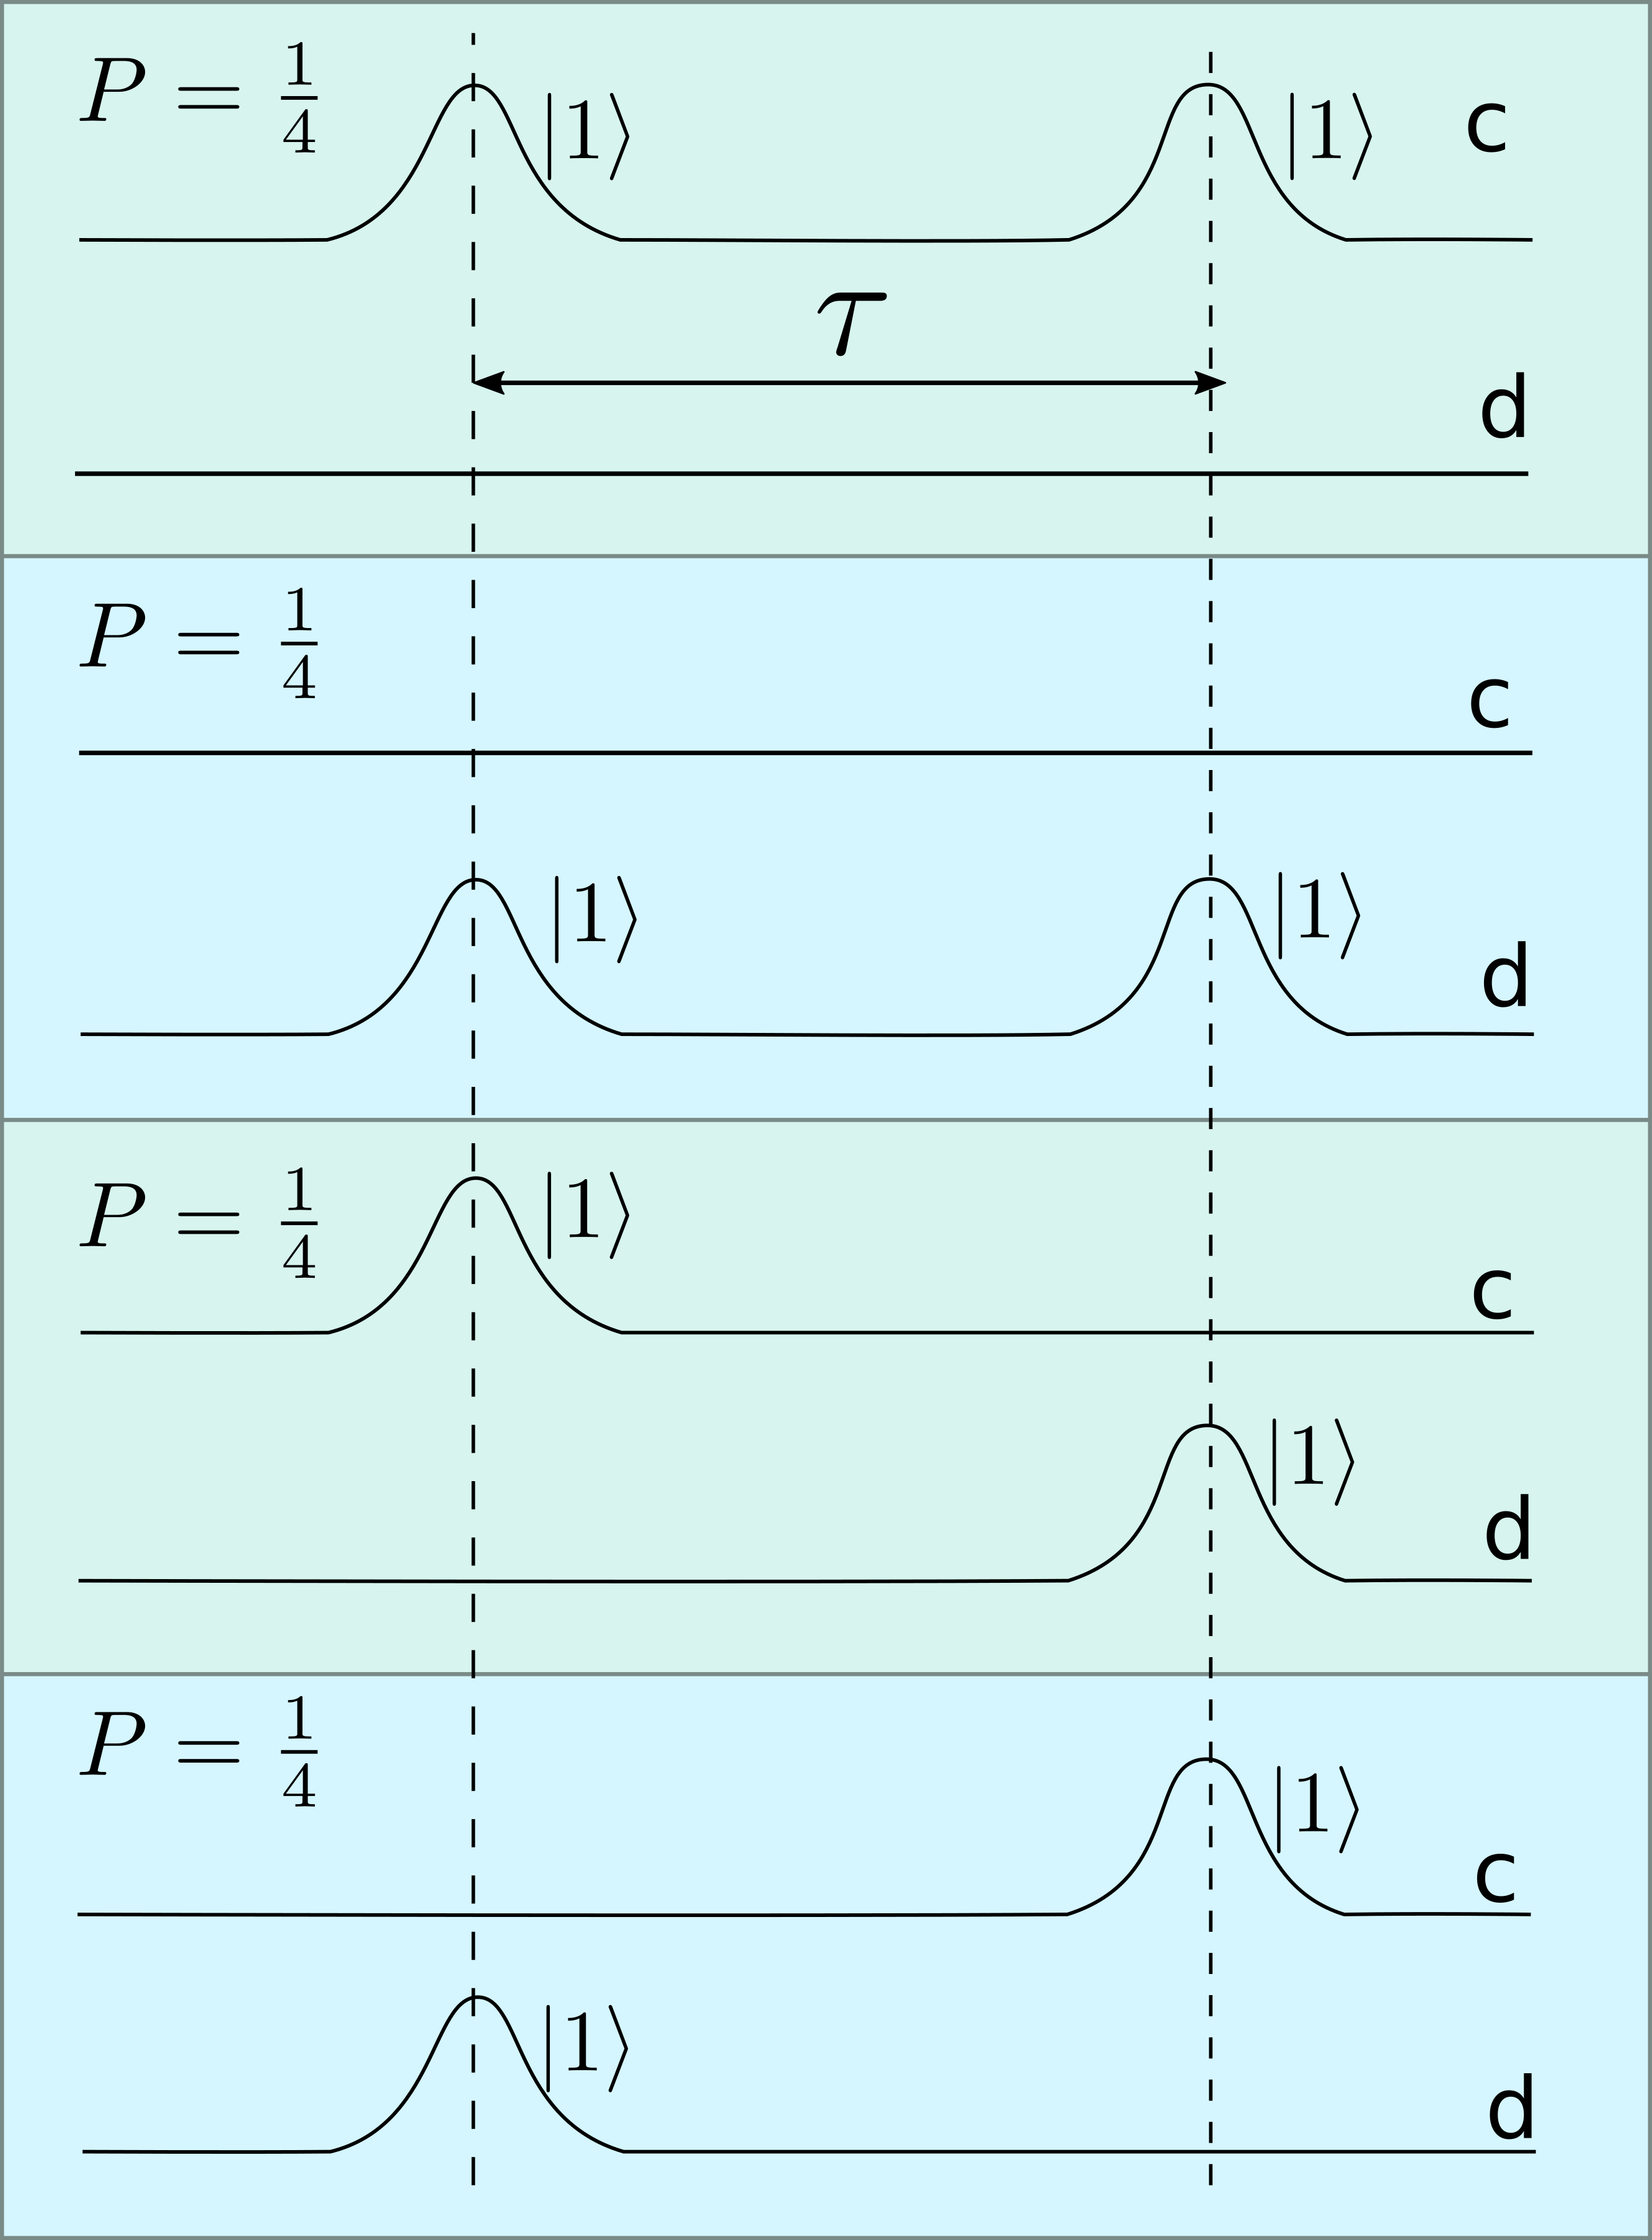 P = 1/4 |1⟩ |1⟩ c
τ
d
P = 1/4
c
|1⟩ |1⟩
d
P = 1/4 |1⟩
c
|1⟩
d
P = 1/4
|1⟩
c
|1⟩
d